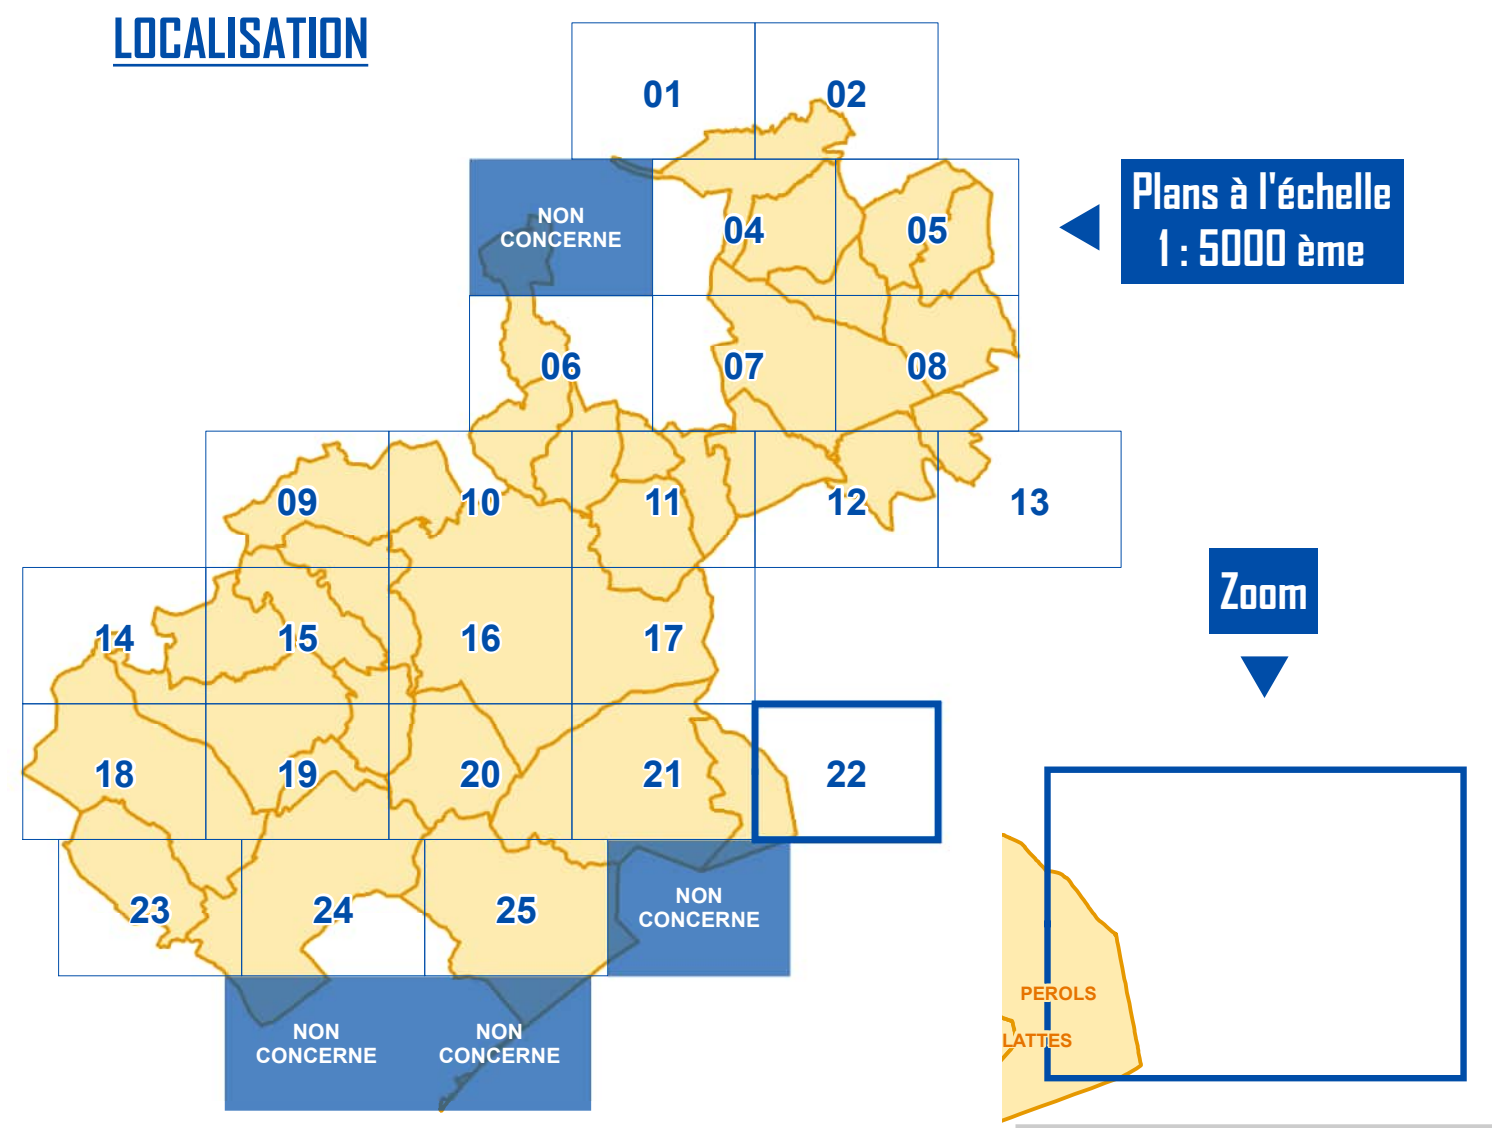 LOCALISATION
01
02
NON
CONCERNE
04
05
Plans à l'échelle
1 : 5000 ème
06
07
08
09
10
11
12
13
Zoom
14
15
16
17
18
19
20
21
22
23
24
25
NON
CONCERNE
NON
CONCERNE
NON
CONCERNE
PEROLS
LATTES